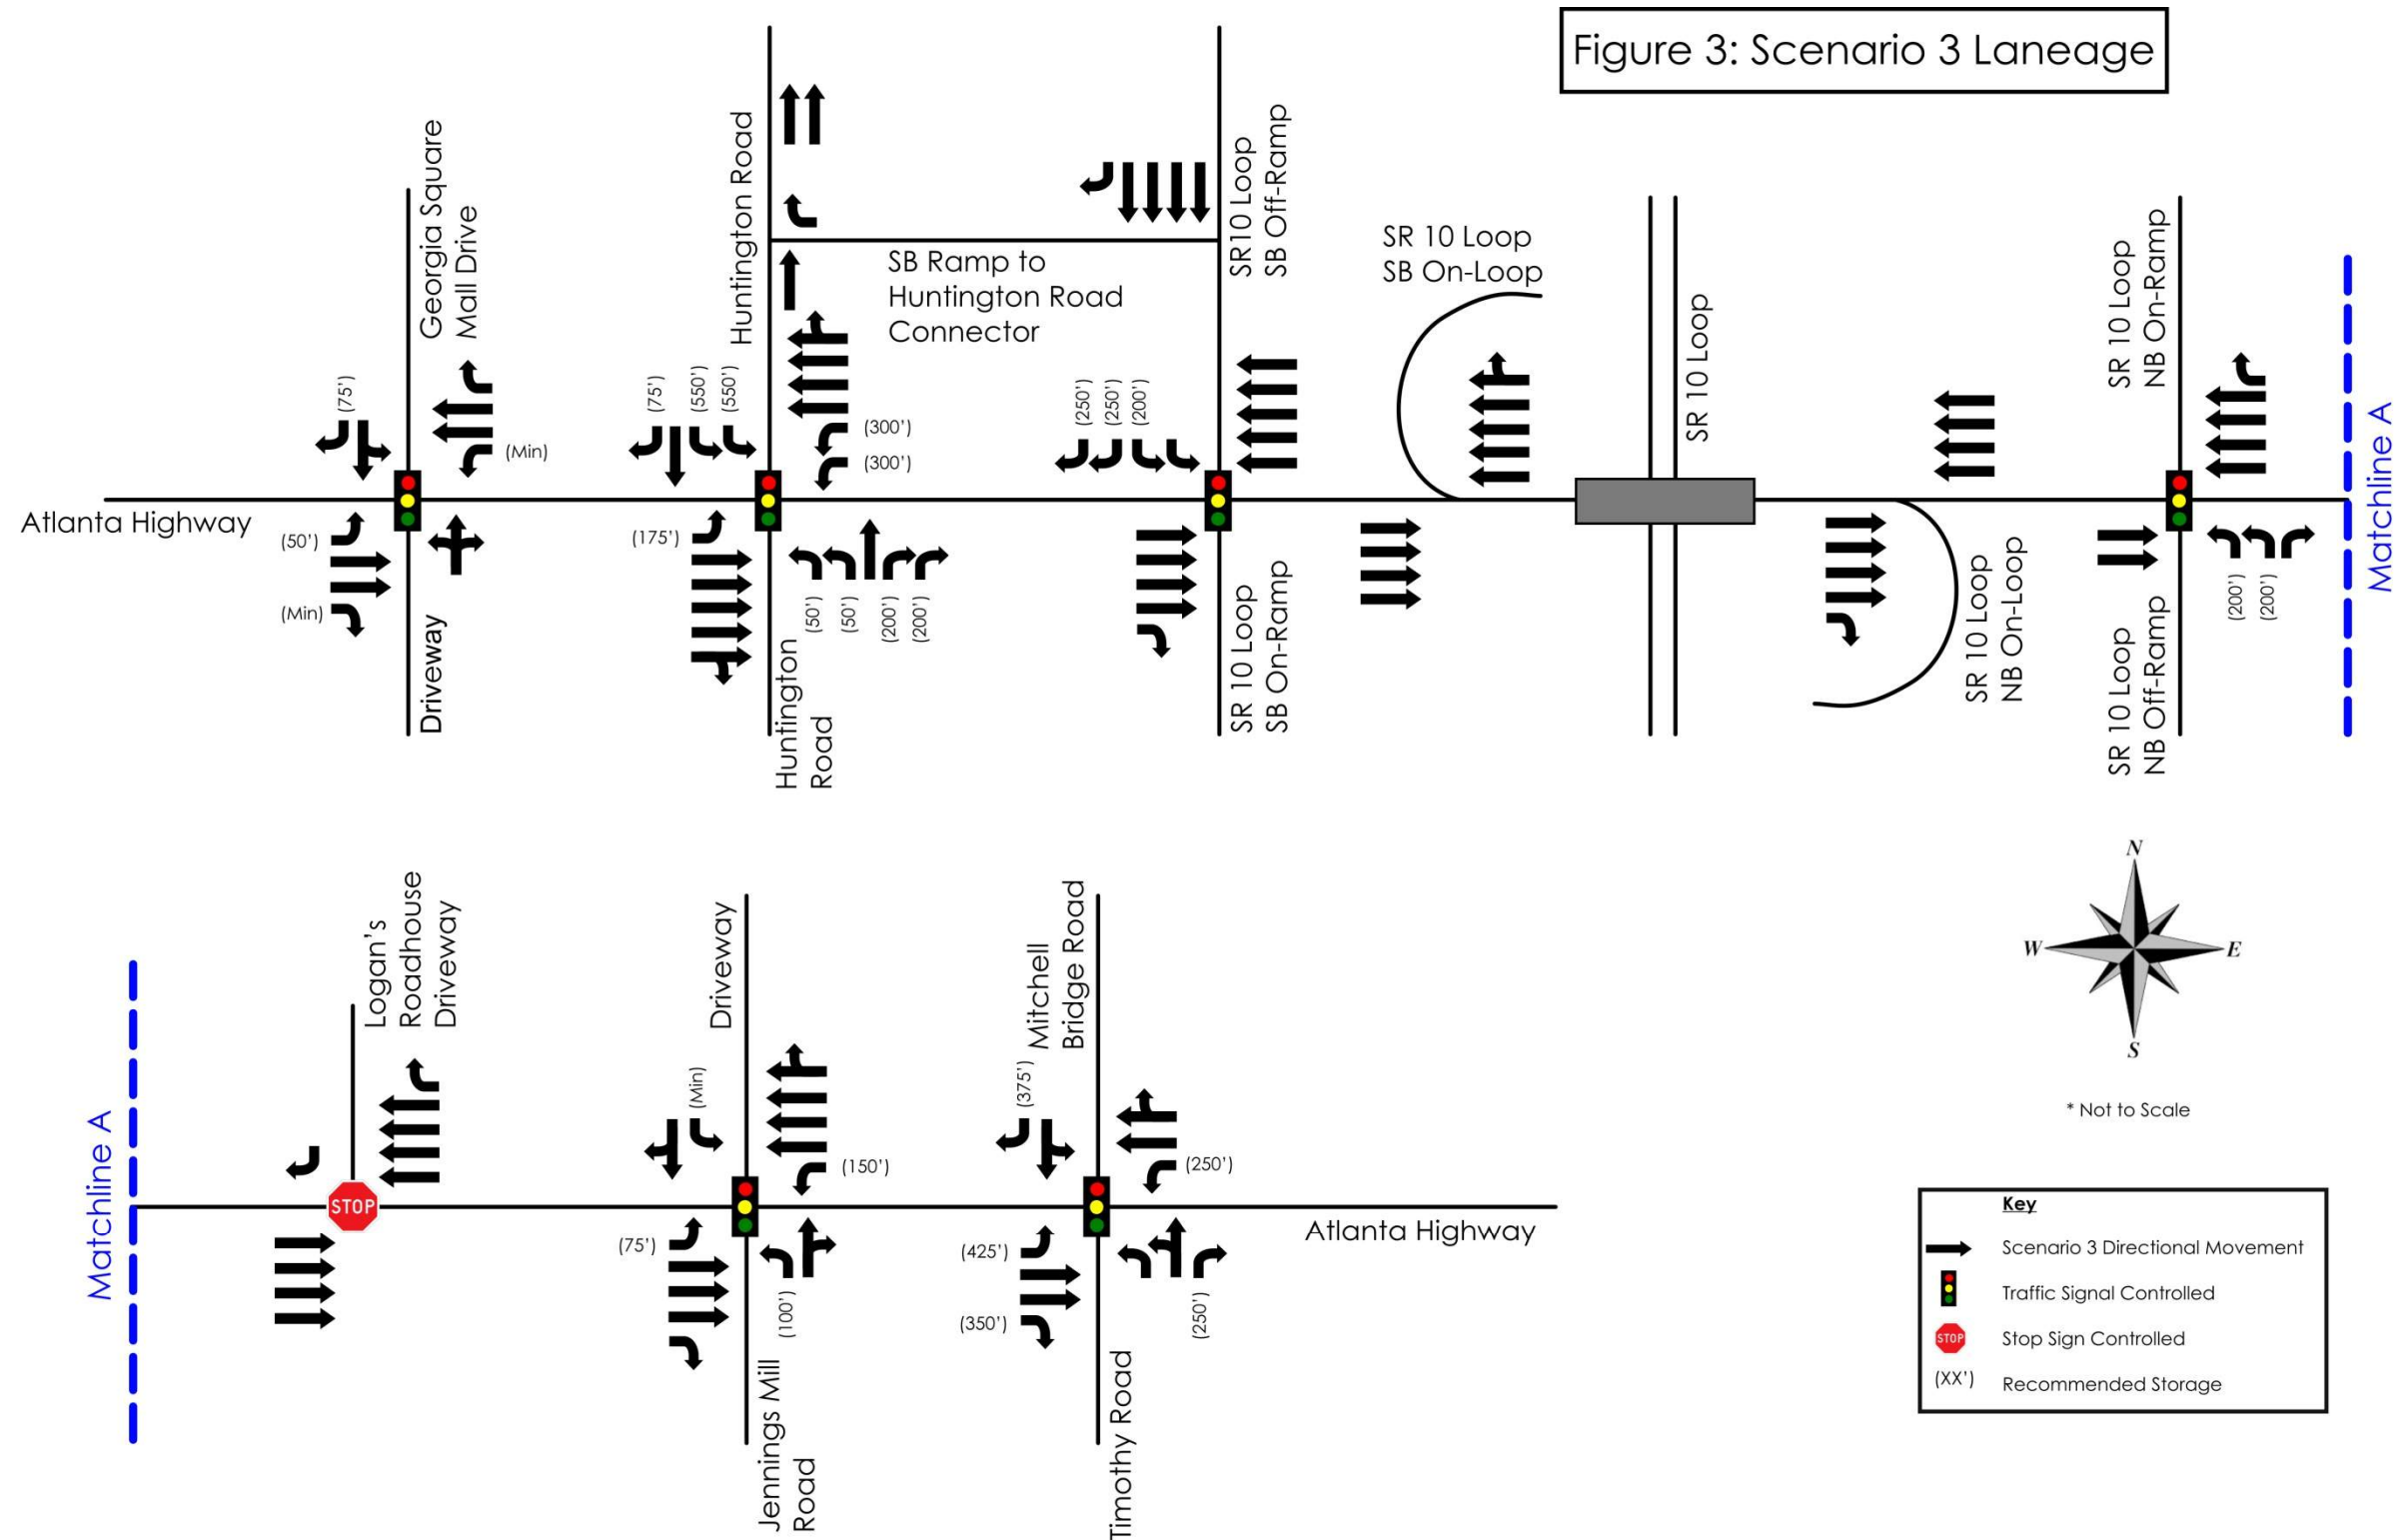 Figure 3: Scenario 3 Laneage
Georgia Square
Mall Drive
(75')
(Min)
Atlanta Highway
(50')
(Min)
Driveway
Huntington Road
(75')
(550')
(550')
(300')
(300')
(175')
(50')
(50')
(200')
(200')
Huntington
Road
SB Ramp to
Huntington Road
Connector
SR10 Loop
SB Off-Ramp
(250')
(250')
(200')
SR 10 Loop
SB On-Ramp
SR 10 Loop
SB On-Loop
SR 10 Loop
SR 10 Loop
NB On-Loop
SR 10 Loop
NB On-Ramp
(200')
(200')
SR 10 Loop
NB Off-Ramp
Matchline A
Matchline A
Logan's
Roadhouse
Driveway
STOP
Driveway
(Min)
(150')
(75')
(100')
Jennings Mill
Road
Mitchell
Bridge Road
(375')
(250')
(425')
(350')
(250')
Timothy Road
Atlanta Highway
N
W
E
S
* Not to Scale
Key
Scenario 3 Directional Movement
Traffic Signal Controlled
STOP
Stop Sign Controlled
(XX')
Recommended Storage